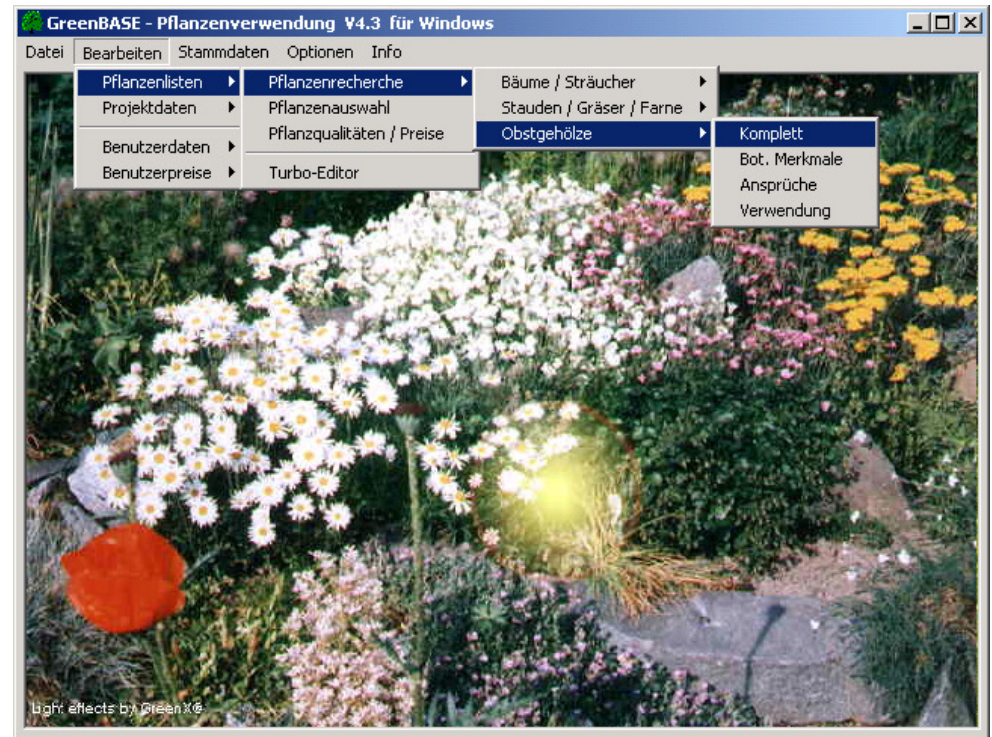 GreenBASE - Pflanzenverwendung V4.3 für Windows
Datei Bearbeiten Stammdaten Optionen Info
Pflanzenlisten
Projektdaten
Benutzerdaten
Benutzerpreise
Pflanzenrecherche
Pflanzenauswahl
Pflanzqualitäten / Preise
Turbo-Editor
Bäume / Sträucher
Stauden / Gräser / Farne
Obstgehölze
Komplett
Bot. Merkmale
Ansprüche
Verwendung
Light effects by GreenX®